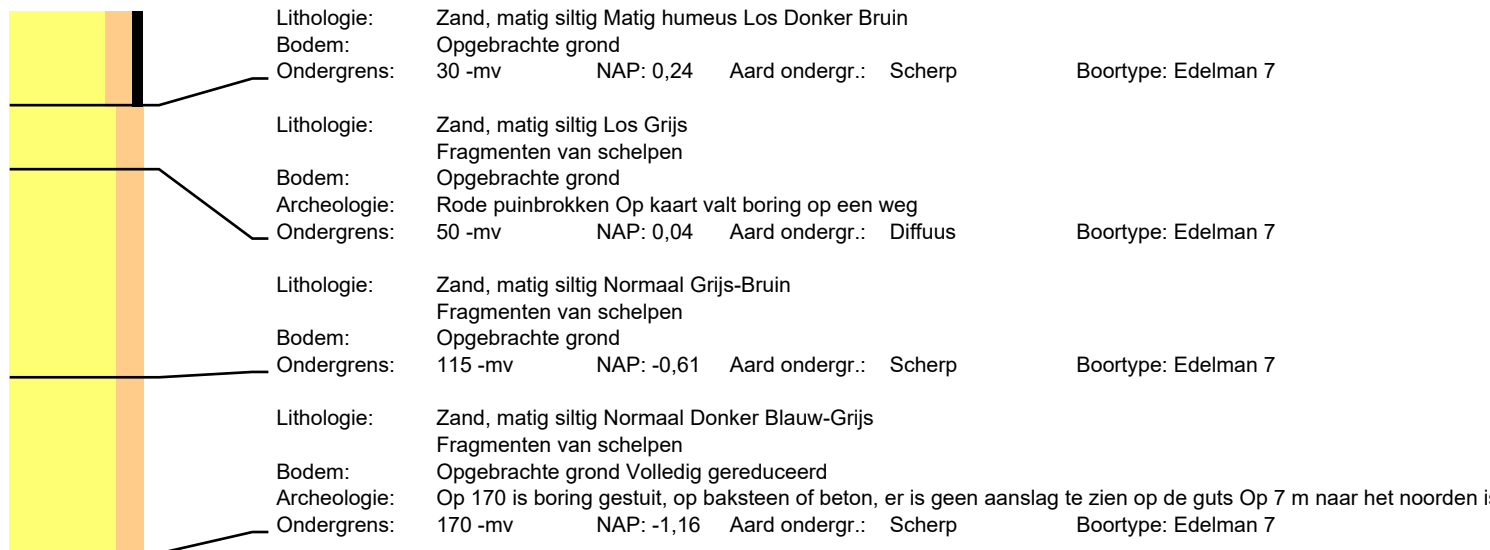 Lithologie: Zand, matig siltig Matig humeus Los Donker Bruin
Bodem: Opgebrachte grond
Ondergrens: 30 -mv NAP: 0,24 Aard ondergr.: Scherp Boortype: Edelman 7
Lithologie: Zand, matig siltig Los Grijs
Fragmenten van schelpen
Bodem: Opgebrachte grond
Archeologie: Rode puinbrokken Op kaart valt boring op een weg
Ondergrens: 50 -mv NAP: 0,04 Aard ondergr.: Diffuus Boortype: Edelman 7
Lithologie: Zand, matig siltig Normaal Grijs-Bruin
Fragmenten van schelpen
Bodem: Opgebrachte grond
Ondergrens: 115 -mv NAP: -0,61 Aard ondergr.: Scherp Boortype: Edelman 7
Lithologie: Zand, matig siltig Normaal Donker Blauw-Grijs
Fragmenten van schelpen
Bodem: Opgebrachte grond Volledig gereduceerd
Archeologie: Op 170 is boring gestuit, op baksteen of beton, er is geen aanslag te zien op de guts Op 7 m naar het noorden
Ondergrens: 170 -mv NAP: -1,16 Aard ondergr.: Scherp Boortype: Edelman 7